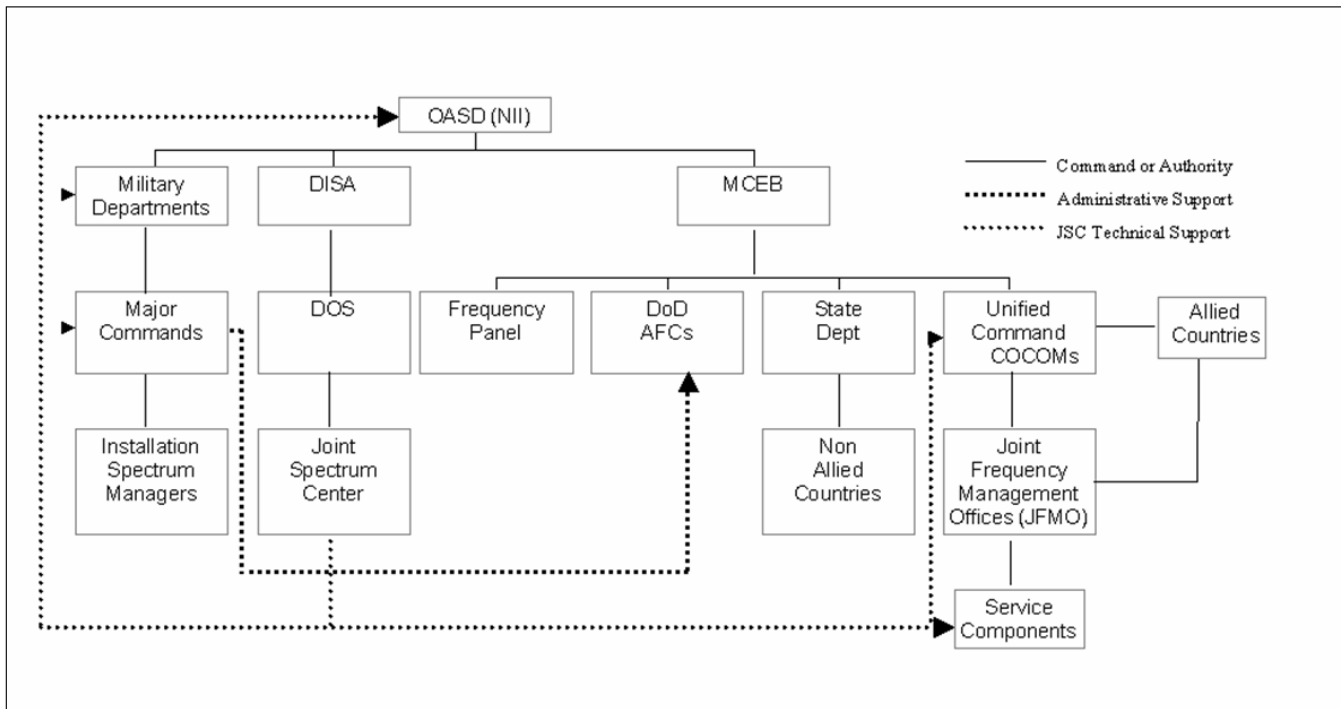 OASD (NII)
Military
Departments
DISA
MCEB
Command or Authority
Administrative Support
JSC Technical Support
Major
Commands
DOS
Frequency
Panel
DoD
AFCs
State
Dept
Unified
Command
COCOMs
Allied
Countries
Installation
Spectrum
Managers
Joint
Spectrum
Center
Non
Allied
Countries
Joint
Frequency
Management
Offices (JFMO)
Service
Components